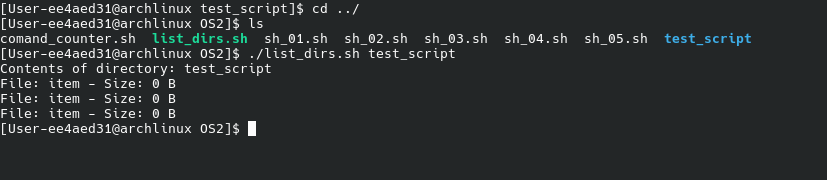 [User-ee4aed31@archlinux test_script]$ cd ../
[User-ee4aed31@archlinux OS2]$ ls
comand_counter.sh  list_dirs.sh  sh_01.sh  sh_02.sh  sh_03.sh  sh_04.sh  sh_05.sh  test_script
[User-ee4aed31@archlinux OS2]$ ./list_dirs.sh test_script
Contents of directory: test_script
File: item - Size: 0 B
File: item - Size: 0 B
File: item - Size: 0 B
[User-ee4aed31@archlinux OS2]$